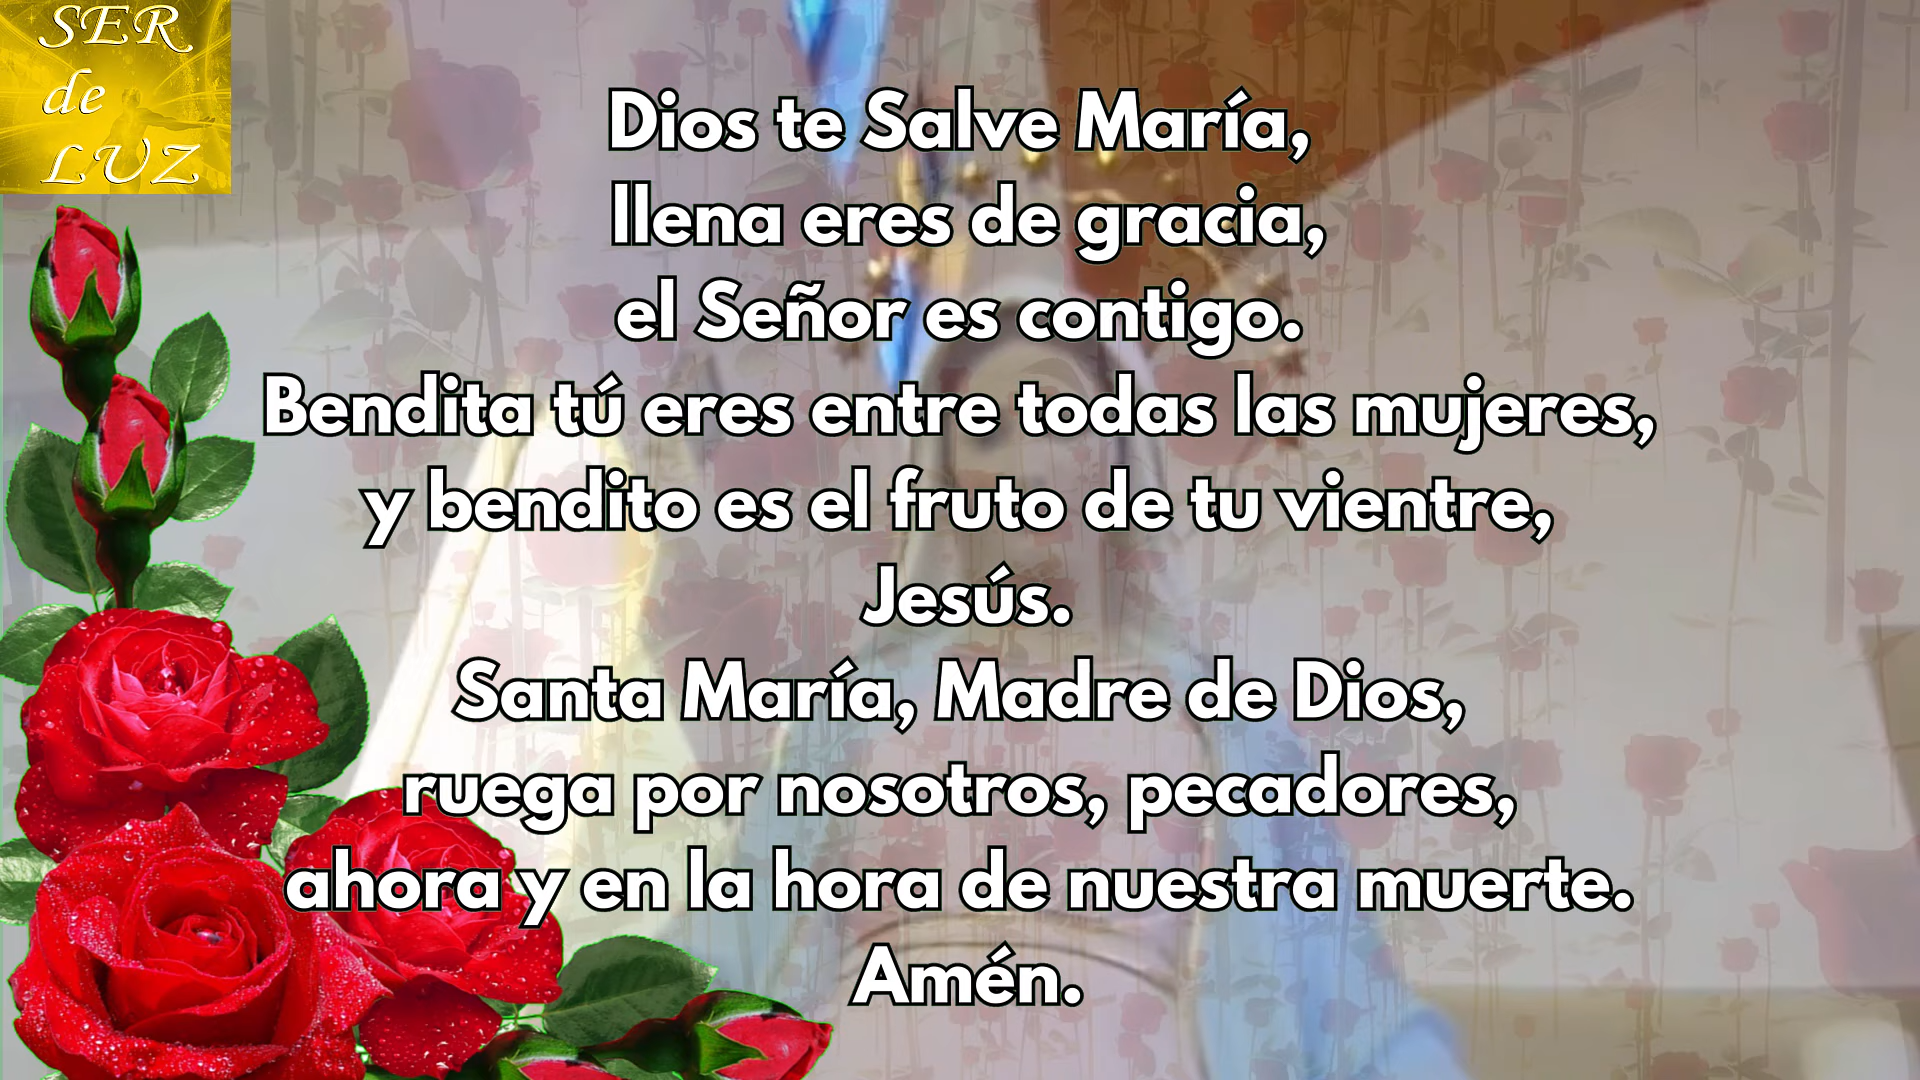 SER
de
LUZ
Dios te Salve María,
llena eres de gracia,
el Señor es contigo.
Bendita tú eres entre todas las mujeres,
y bendito es el fruto de tu vientre,
Jesús.
Santa María, Madre de Dios,
ruega por nosotros, pecadores,
ahora y en la hora de nuestra muerte.
Amén.